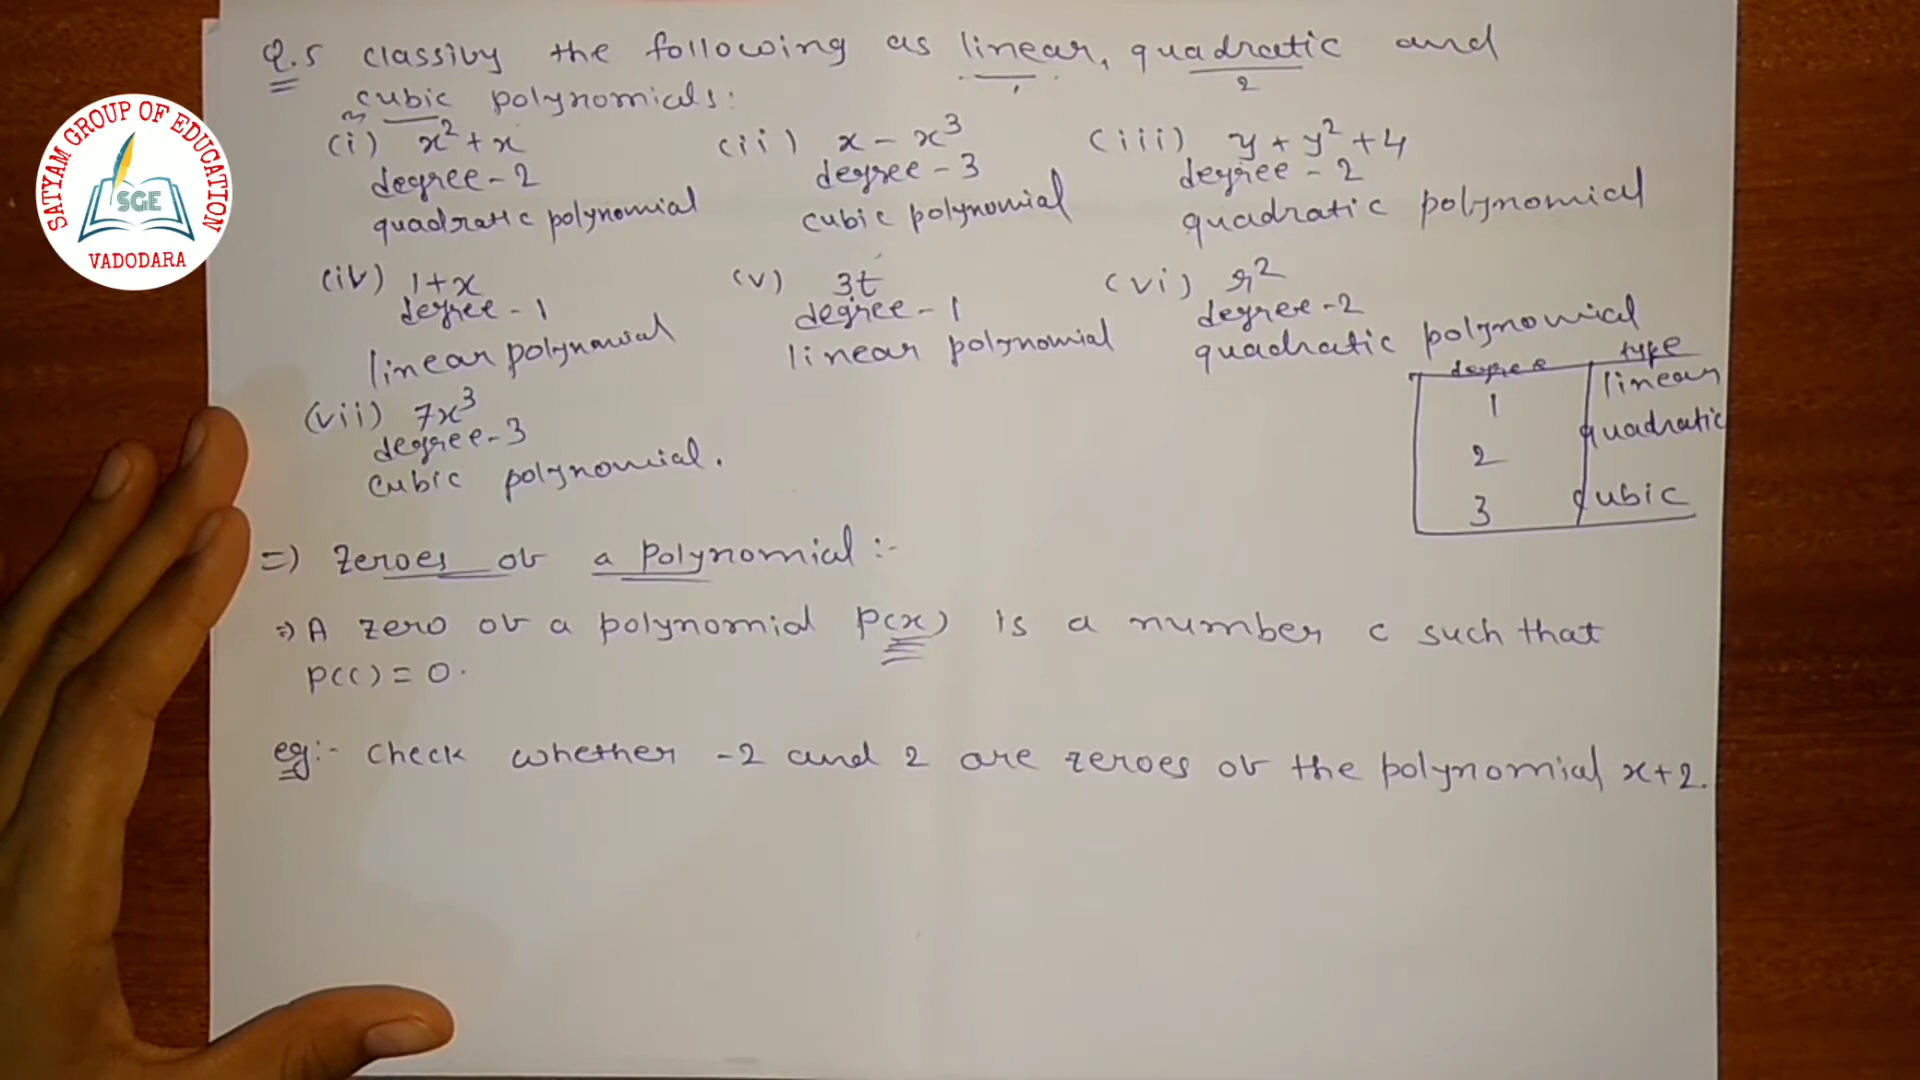 Q.5 classivy the following as linear, quadratic and
1 2
cubic polynomials:
3
(i) x²+x (ii) x - x³ (iii) y + y² + 4
degree - 2 degree - 3 degree - 2
quadratic polynomial cubic polynomial quadratic polynomial
(iv) 1+x (v) 3t (vi) r²
degree - 1 degree - 1 degree - 2
linear polynomial linear polynomial quadratic polynomial
degree type
1 linear
2 quadratic
3 cubic
(vii) 7x³
degree - 3
cubic polynomial.
=) Zeroes of a polynomial :-
=) A zero of a polynomial P(x) is a number c such that
P(c) = 0.
eg:- check whether -2 and 2 are zeroes of the polynomial x+2.
SATYAM GROUP OF EDUCATION
SGE
VADODARA